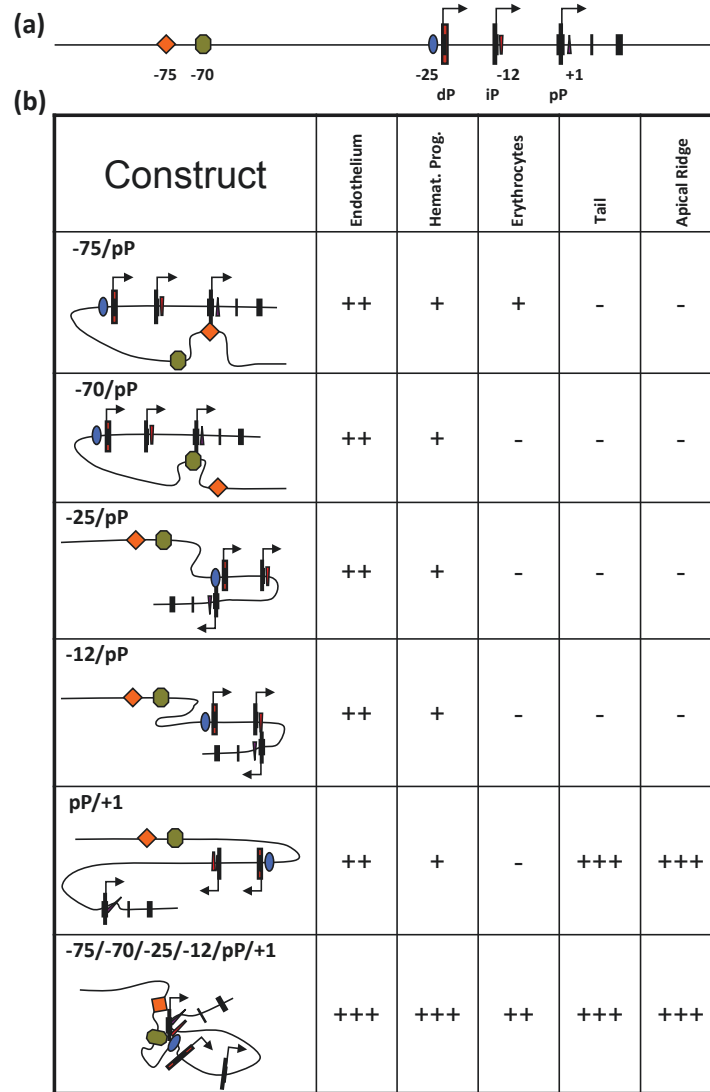 (a)
-75 -70 -25 -12 +1
dP iP pP
(b)
Construct Endothelium Hemat. Prog. Erythrocytes Tail Apical Ridge
-75/pP
++ + + - -
-70/pP
++ + - - -
-25/pP
++ + - - -
-12/pP
++ + - - -
pP/+1
++ + - +++ +++
-75/-70/-25/-12/pP/+1
+++ +++ ++ +++ +++